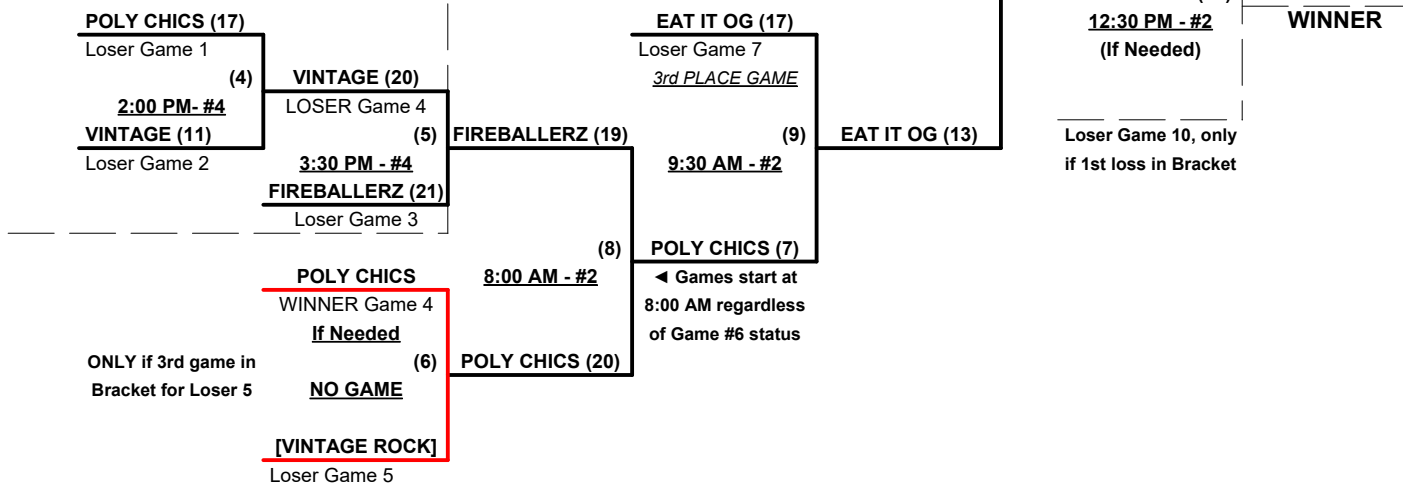 POLY CHICS (17)
Loser Game 1
(4)
2:00 PM- #4
VINTAGE (11)
Loser Game 2
VINTAGE (20)
LOSER Game 4
(5)
3:30 PM - #4
FIREBALLERZ (21)
Loser Game 3
FIREBALLERZ (19)
(8)
8:00 AM - #2
POLY CHICS
WINNER Game 4
If Needed
(6)
NO GAME
[VINTAGE ROCK]
Loser Game 5
ONLY if 3rd game in
Bracket for Loser 5
POLY CHICS (20)
EAT IT OG (17)
Loser Game 7
3rd PLACE GAME
(9)
9:30 AM - #2
POLY CHICS (7)
◄ Games start at
8:00 AM regardless
of Game #6 status
EAT IT OG (13)
12:30 PM - #2
(If Needed)
Loser Game 10, only
if 1st loss in Bracket
WINNER